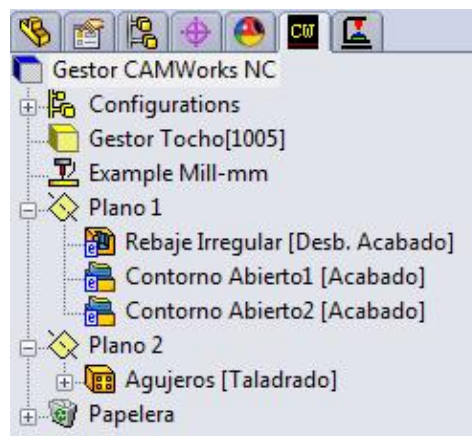 CW
Gestor CAMWorks NC
Configurations
Gestor Tocho[1005]
Example Mill-mm
Plano 1
Rebaje Irregular [Desb. Acabado]
Contorno Abierto1 [Acabado]
Contorno Abierto2 [Acabado]
Plano 2
Agujeros [Taladrado]
Papelera